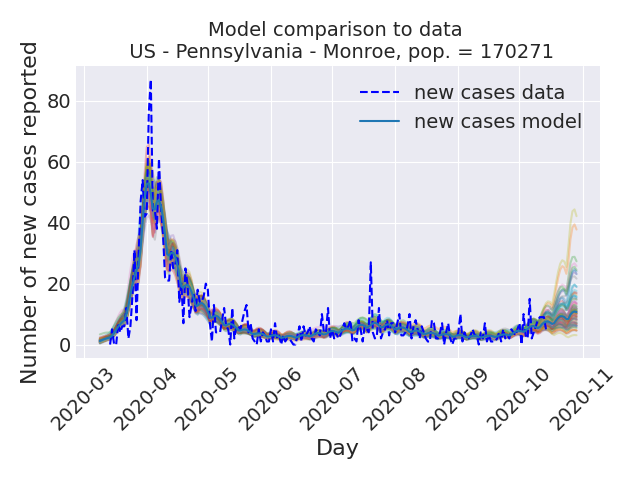 Model comparison to data
US - Pennsylvania - Monroe, pop. = 170271
Number of new cases reported
80
60
40
20
0
new cases data
new cases model
2020-03
2020-04
2020-05
2020-06
2020-07
2020-08
2020-09
2020-10
2020-11
Day